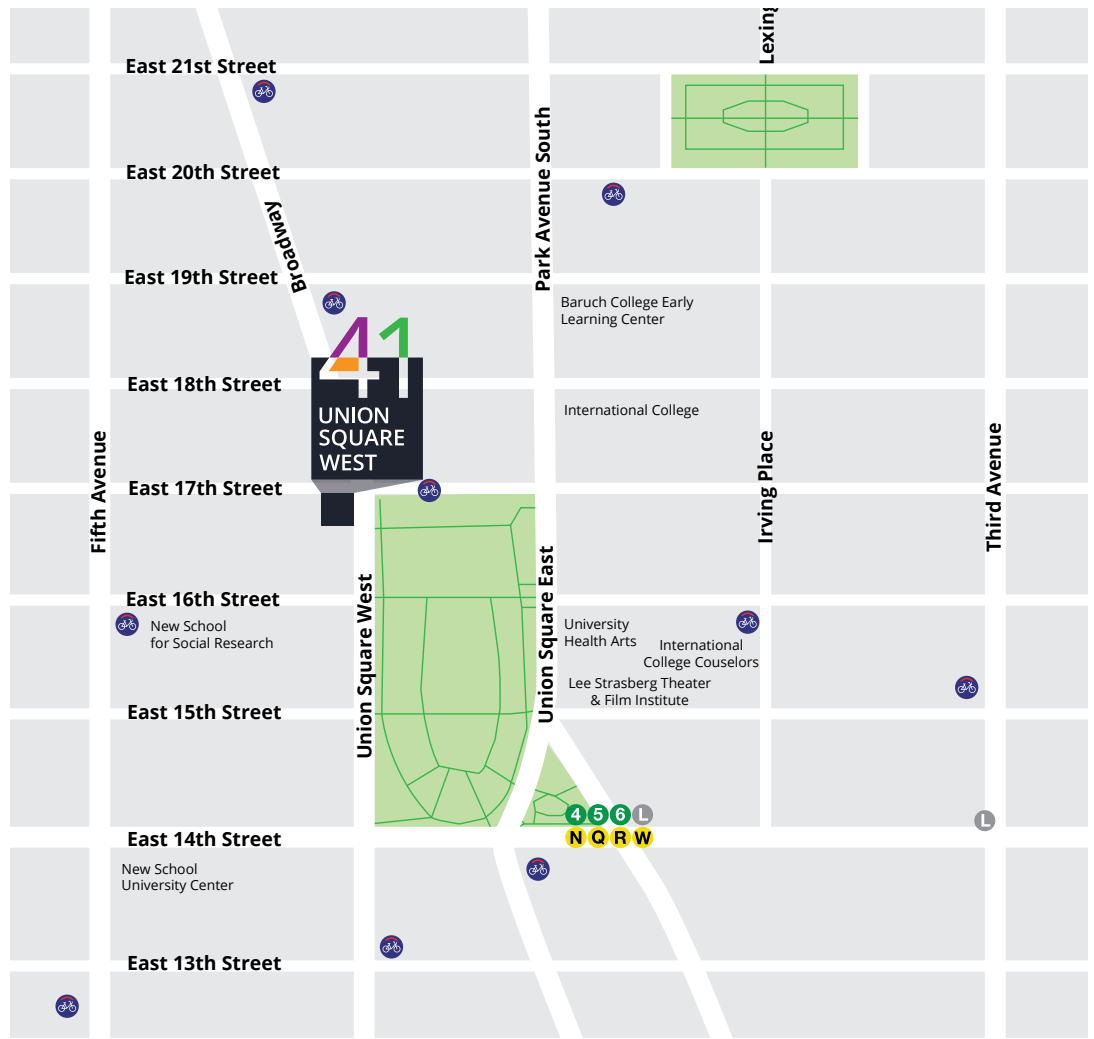 Lexing
East 21st Street
East 20th Street
Park Avenue South
Broadway
East 19th Street
Baruch College Early
Learning Center
41
UNION
SQUARE
WEST
East 18th Street
International College
Fifth Avenue
Irving Place
Third Avenue
East 17th Street
Union Square West
Union Square East
East 16th Street
New School
for Social Research
University
Health Arts
International
College Couselors
Lee Strasberg Theater
& Film Institute
East 15th Street
4 5 6 L
N Q R W
L
East 14th Street
New School
University Center
East 13th Street